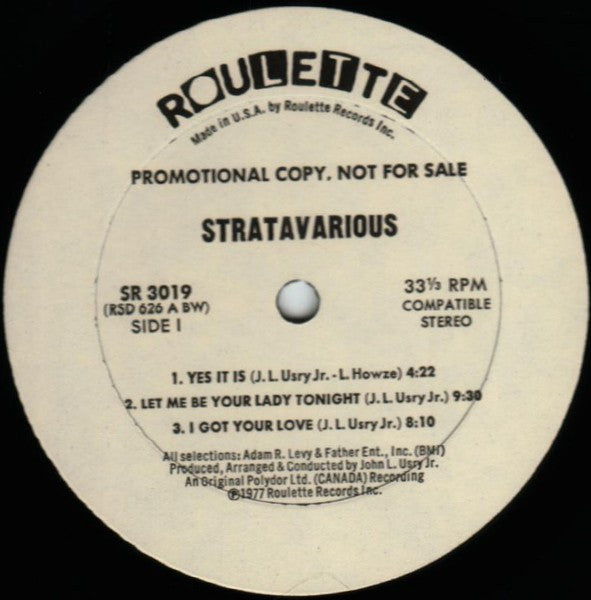 ROULETTE
Made in U.S.A. by Roulette Records Inc.
PROMOTIONAL COPY. NOT FOR SALE
STRATAVARIOUS
SR 3019
(RSD 626 A BW)
SIDE I
33⅓ RPM
COMPATIBLE
STEREO
1. YES IT IS (J.L. Usry Jr. - L. Howze) 4:22
2. LET ME BE YOUR LADY TONIGHT (J.L. Usry Jr.) 9:30
3. I GOT YOUR LOVE (J.L. Usry Jr.) 8:10
All selections: Adam R. Levy & Father Ent., Inc. (BMI)
Produced, Arranged & Conducted by John L. Usry Jr.
An Original Polydor Ltd. (CANADA) Recording
℗1977 Roulette Records Inc.